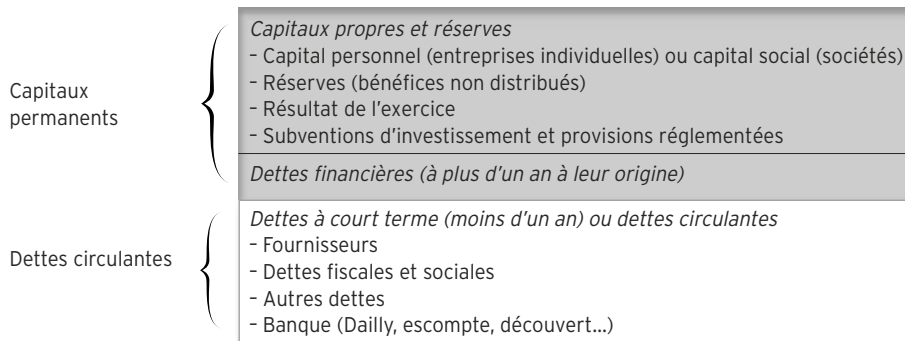 Capitaux
permanents
Capitaux propres et réserves
– Capital personnel (entreprises individuelles) ou capital social (sociétés)
– Réserves (bénéfices non distribués)
– Résultat de l'exercice
– Subventions d'investissement et provisions réglementées
Dettes financières (à plus d'un an à leur origine)
Dettes circulantes
Dettes à court terme (moins d'un an) ou dettes circulantes
– Fournisseurs
– Dettes fiscales et sociales
– Autres dettes
– Banque (Dailly, escompte, découvert...)